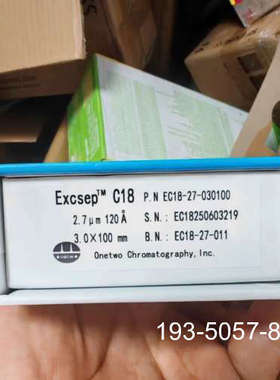 Excsep™ C18 P.N EC18-27-030100
2.7μm 120Å S.N.: EC18250603219
3.0×100 mm B.N.: EC18-27-011
Onetwo Chromatography, Inc.
193-5057-8